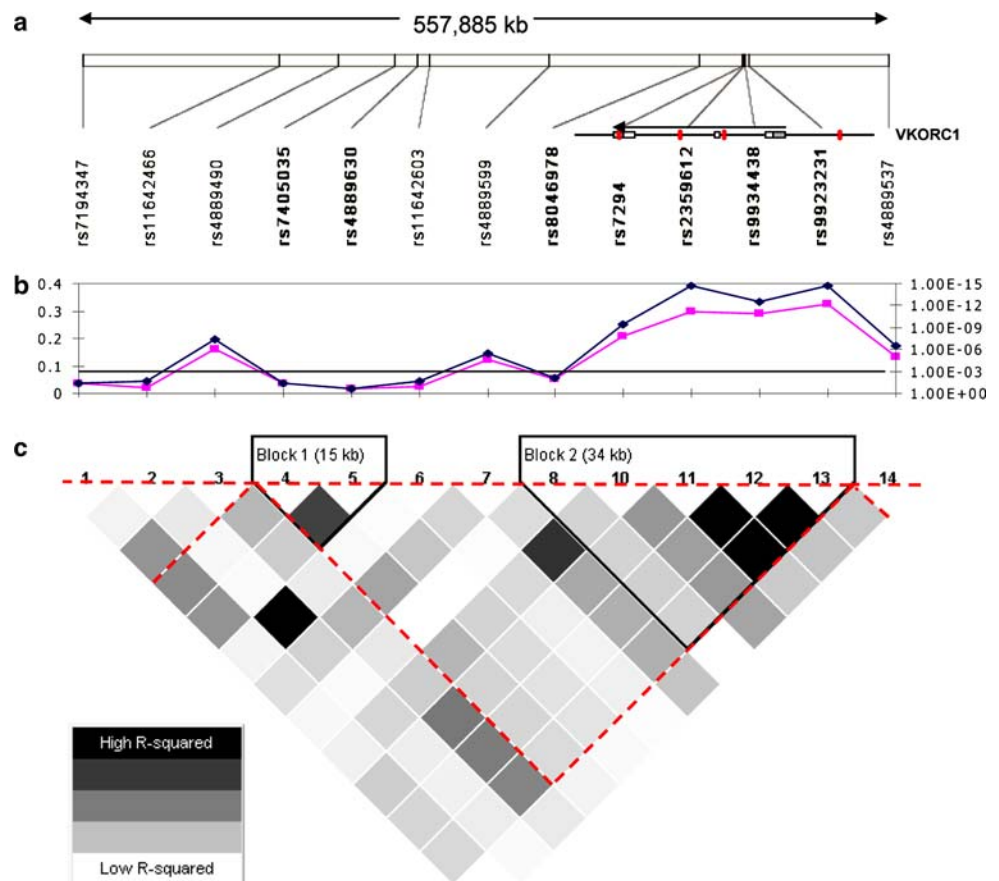 a
557,885 kb
VKORC1
rs7194347
rs11642466
rs4889490
rs7405035
rs4889630
rs11642603
rs4889599
rs8046978
rs7294
rs2359612
rs9934438
rs9923231
rs4889537
b
0.4 1.00E-15
0.3 1.00E-12
1.00E-09
0.2
1.00E-06
0.1 1.00E-03
0 1.00E+00
c
Block 1 (15 kb) Block 2 (34 kb)
1 2 3 4 5 6 7 8 9 10 11 12 13 14
High R-squared
Low R-squared